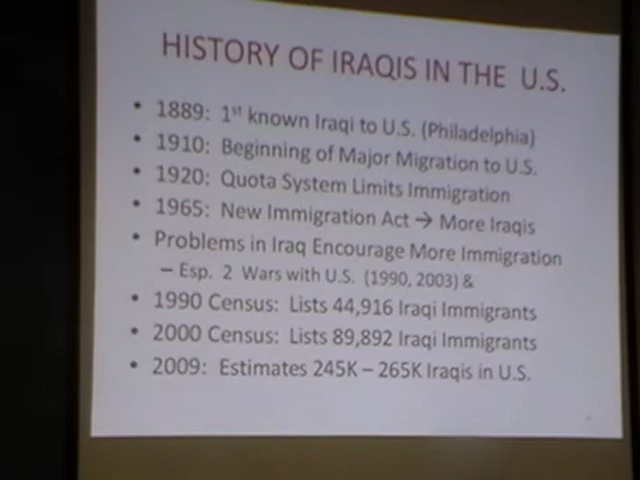 HISTORY OF IRAQIS IN THE U.S.
• 1889: 1st known Iraqi to U.S. (Philadelphia)
• 1910: Beginning of Major Migration to U.S.
• 1920: Quota System Limits Immigration
• 1965: New Immigration Act → More Iraqis
• Problems in Iraq Encourage More Immigration
– Esp. 2 Wars with U.S. (1990, 2003) &
• 1990 Census: Lists 44,916 Iraqi Immigrants
• 2000 Census: Lists 89,892 Iraqi Immigrants
• 2009: Estimates 245K – 265K Iraqis in U.S.